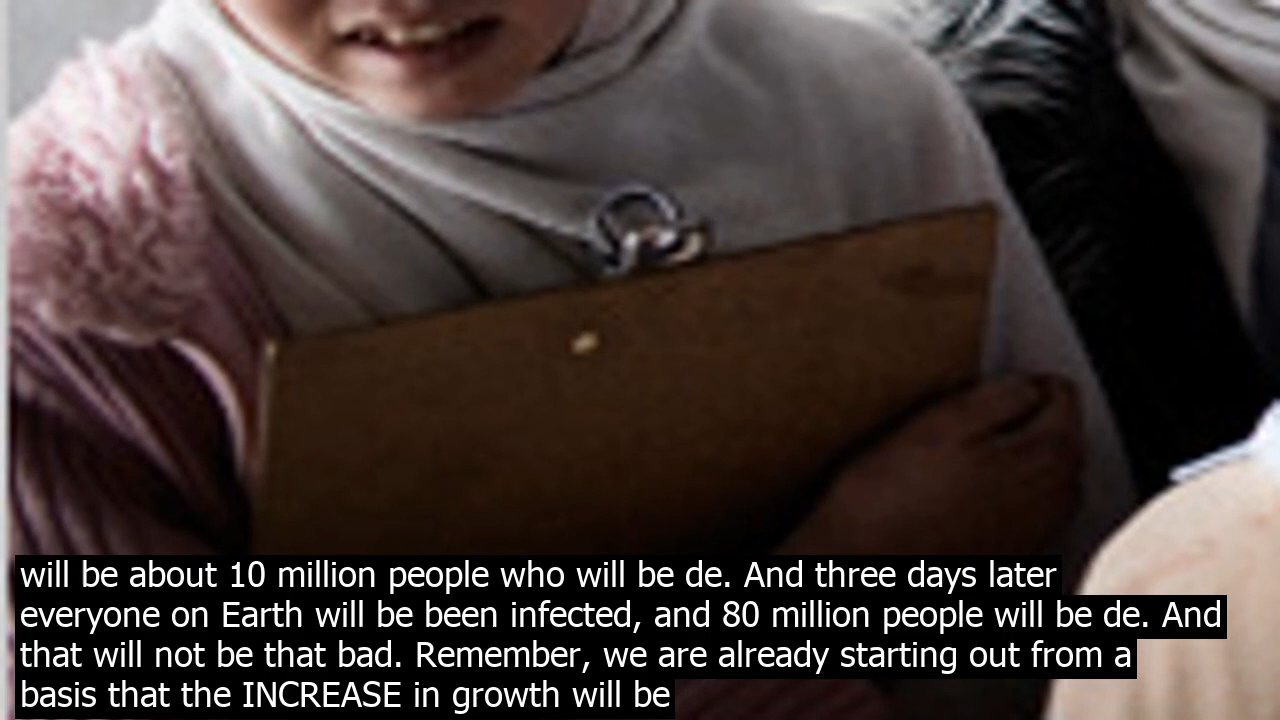 will be about 10 million people who will be de. And three days later
everyone on Earth will be been infected, and 80 million people will be de. And
that will not be that bad. Remember, we are already starting out from a
basis that the INCREASE in growth will be